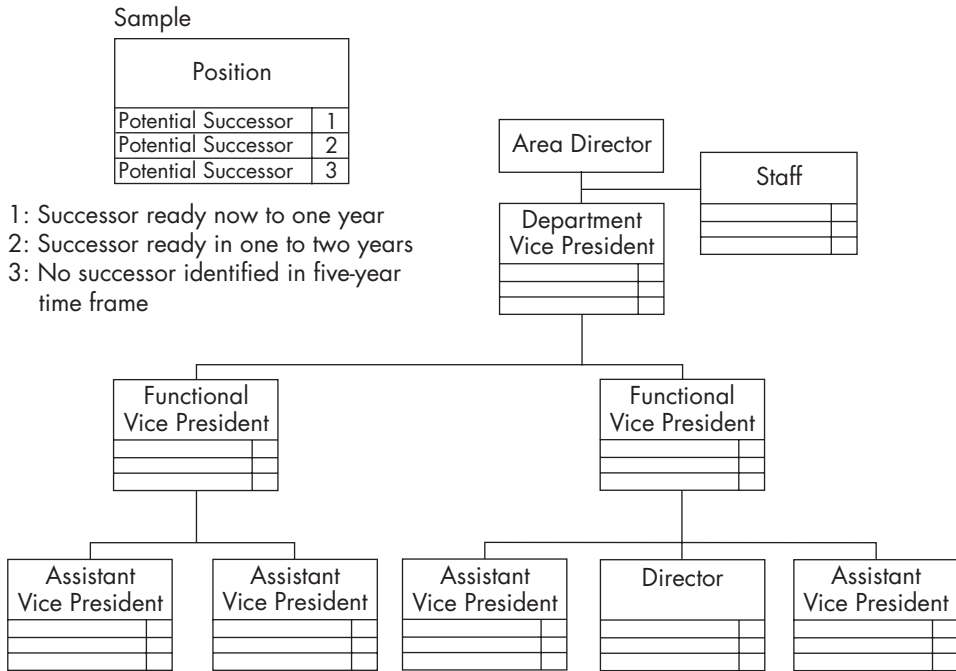 Sample
Position
Potential Successor 1
Potential Successor 2
Potential Successor 3
1: Successor ready now to one year
2: Successor ready in one to two years
3: No successor identified in five-year
time frame
Area Director
Staff
Department
Vice President
Functional
Vice President
Functional
Vice President
Assistant
Vice President
Assistant
Vice President
Assistant
Vice President
Director
Assistant
Vice President